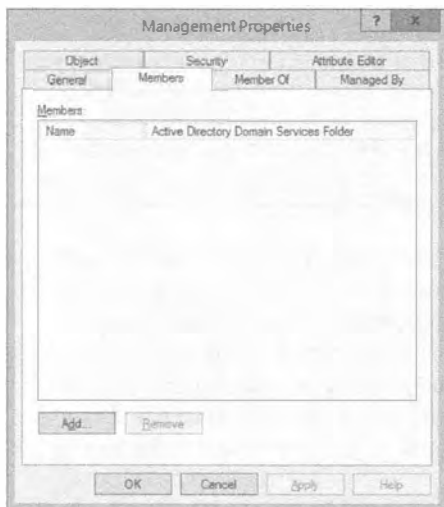 Management Properties
? x
Object Security Attribute Editor
General Members Member Of Managed By
Members:
Name Active Directory Domain Services Folder
Add... Remove
OK Cancel Apply Help